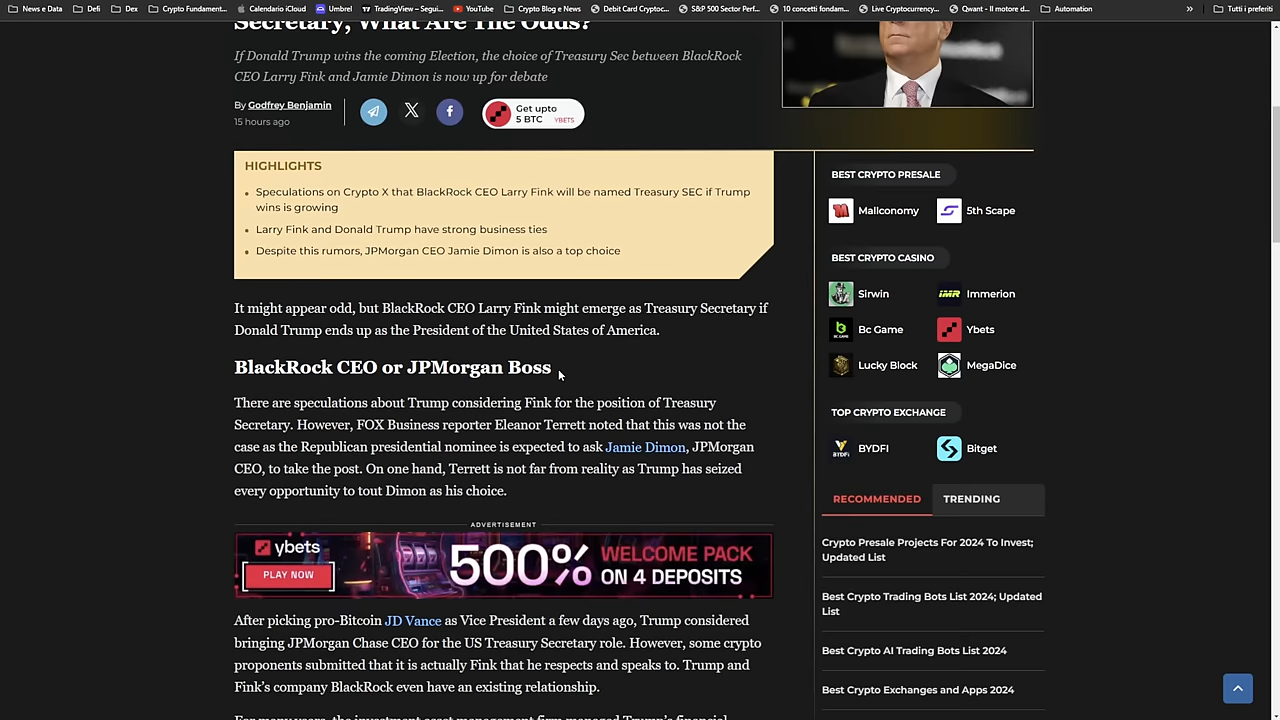 News e Data
Defi
Dex
Crypto Fundament...
Calendario iCloud
Umbrel
TradingView – Segui...
YouTube
Crypto Blog e News
Debit Card Cryptoc...
S&P 500 Sector Perf...
10 concetti fondam...
Live Cryptocurrency...
Qwant - Il motore d...
Automation
»
Tutti i preferiti
Secretary, What Are The Odds?
If Donald Trump wins the coming Election, the choice of Treasury Sec between BlackRock
CEO Larry Fink and Jamie Dimon is now up for debate
By Godfrey Benjamin
15 hours ago
Get upto
5 BTC YBETS
HIGHLIGHTS
Speculations on Crypto X that BlackRock CEO Larry Fink will be named Treasury SEC if Trump
wins is growing
Larry Fink and Donald Trump have strong business ties
Despite this rumors, JPMorgan CEO Jamie Dimon is also a top choice
It might appear odd, but BlackRock CEO Larry Fink might emerge as Treasury Secretary if
Donald Trump ends up as the President of the United States of America.
BlackRock CEO or JPMorgan Boss
There are speculations about Trump considering Fink for the position of Treasury
Secretary. However, FOX Business reporter Eleanor Terrett noted that this was not the
case as the Republican presidential nominee is expected to ask Jamie Dimon, JPMorgan
CEO, to take the post. On one hand, Terrett is not far from reality as Trump has seized
every opportunity to tout Dimon as his choice.
ADVERTISEMENT
ybets
PLAY NOW
500% WELCOME PACK
ON 4 DEPOSITS
After picking pro-Bitcoin JD Vance as Vice President a few days ago, Trump considered
bringing JPMorgan Chase CEO for the US Treasury Secretary role. However, some crypto
proponents submitted that it is actually Fink that he respects and speaks to. Trump and
Fink's company BlackRock even have an existing relationship.
For many years, the investment asset management firm managed Trump's financial
BEST CRYPTO PRESALE
Mallconomy
5th Scape
BEST CRYPTO CASINO
Sirwin
IMR Immerion
BC.GAME Bc Game
Ybets
Lucky Block
MegaDice
TOP CRYPTO EXCHANGE
BYDFI BYDFI
Bitget
RECOMMENDED
TRENDING
Crypto Presale Projects For 2024 To Invest;
Updated List
Best Crypto Trading Bots List 2024; Updated
List
Best Crypto AI Trading Bots List 2024
Best Crypto Exchanges and Apps 2024